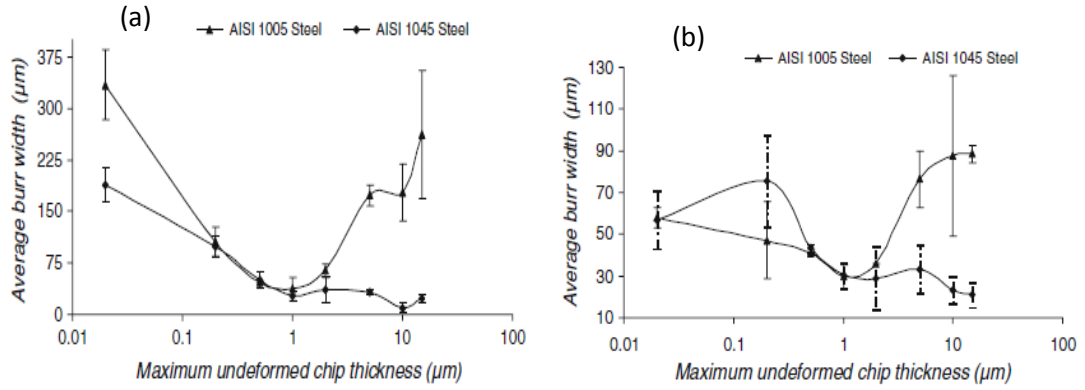 (a)
AISI 1005 Steel AISI 1045 Steel
Average burr width (µm)
375
300
225
150
75
0
0.01 0.1 1 10 100
Maximum undeformed chip thickness (µm)
(b)
AISI 1005 Steel AISI 1045 Steel
Average burr width (µm)
130
110
90
70
50
30
10
0.01 0.1 1 10 100
Maximum undeformed chip thickness (µm)